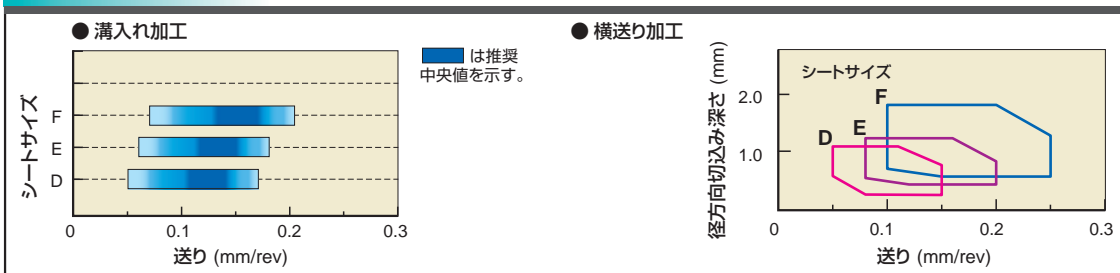 ● 溝入れ加工
は推奨
中央値を示す。
シートサイズ
F
E
D
0
0.1
0.2
0.3
送り (mm/rev)
● 横送り加工
径方向切込み深さ (mm)
シートサイズ
2.0
1.0
F
E
D
0
0.1
0.2
0.3
送り (mm/rev)